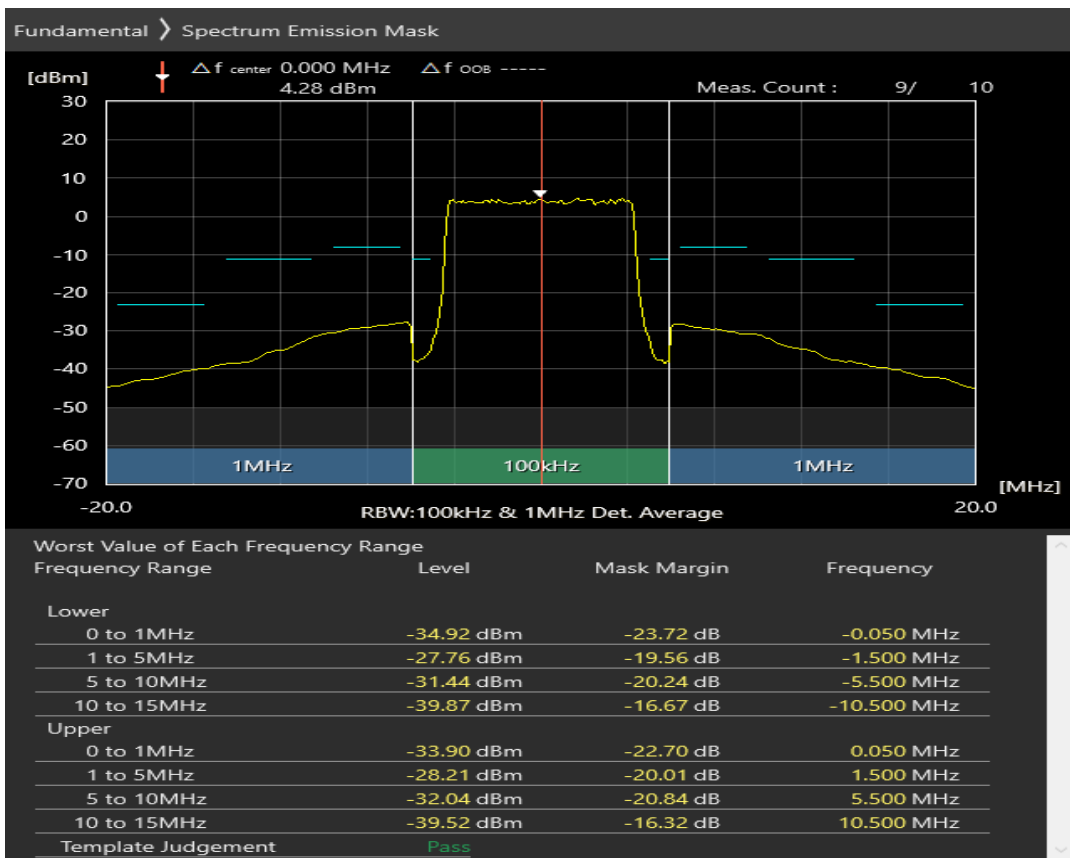 Fundamental ❯ Spectrum Emission Mask
[dBm]
△f center 0.000 MHz △f OOB -----
4.28 dBm
Meas. Count : 9/ 10
30
20
10
0
-10
-20
-30
-40
-50
-60
-70
1MHz 100kHz 1MHz
[MHz]
-20.0 RBW:100kHz & 1MHz Det. Average 20.0
Worst Value of Each Frequency Range
Frequency Range Level Mask Margin Frequency
Lower
0 to 1MHz -34.92 dBm -23.72 dB -0.050 MHz
1 to 5MHz -27.76 dBm -19.56 dB -1.500 MHz
5 to 10MHz -31.44 dBm -20.24 dB -5.500 MHz
10 to 15MHz -39.87 dBm -16.67 dB -10.500 MHz
Upper
0 to 1MHz -33.90 dBm -22.70 dB 0.050 MHz
1 to 5MHz -28.21 dBm -20.01 dB 1.500 MHz
5 to 10MHz -32.04 dBm -20.84 dB 5.500 MHz
10 to 15MHz -39.52 dBm -16.32 dB 10.500 MHz
Template Judgement Pass